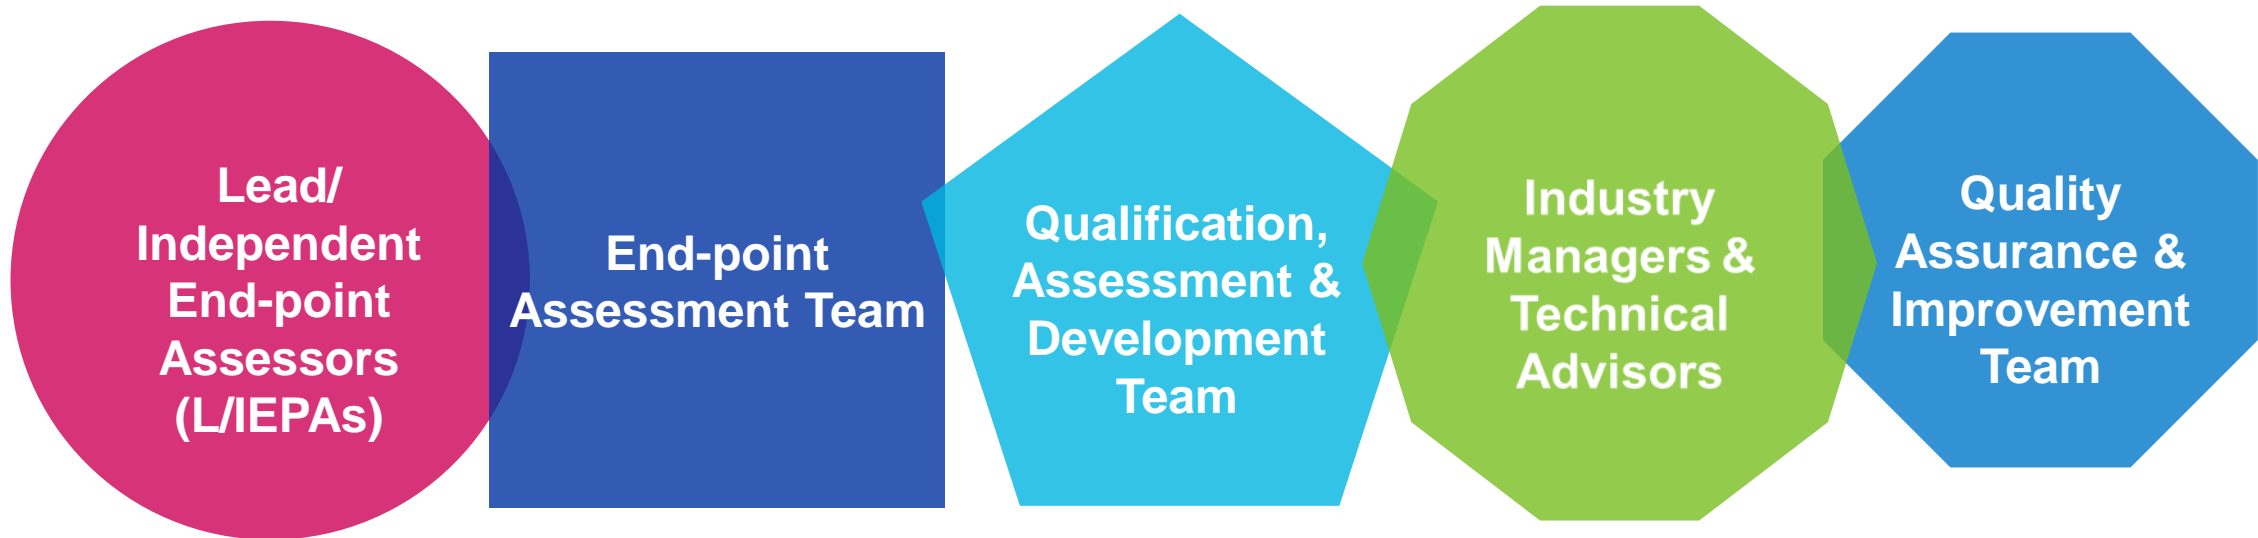 Lead/
Independent
End-point
Assessors
(L/IEPAs)
End-point
Assessment Team
Qualification,
Assessment &
Development
Team
Industry
Managers &
Technical
Advisors
Quality
Assurance &
Improvement
Team